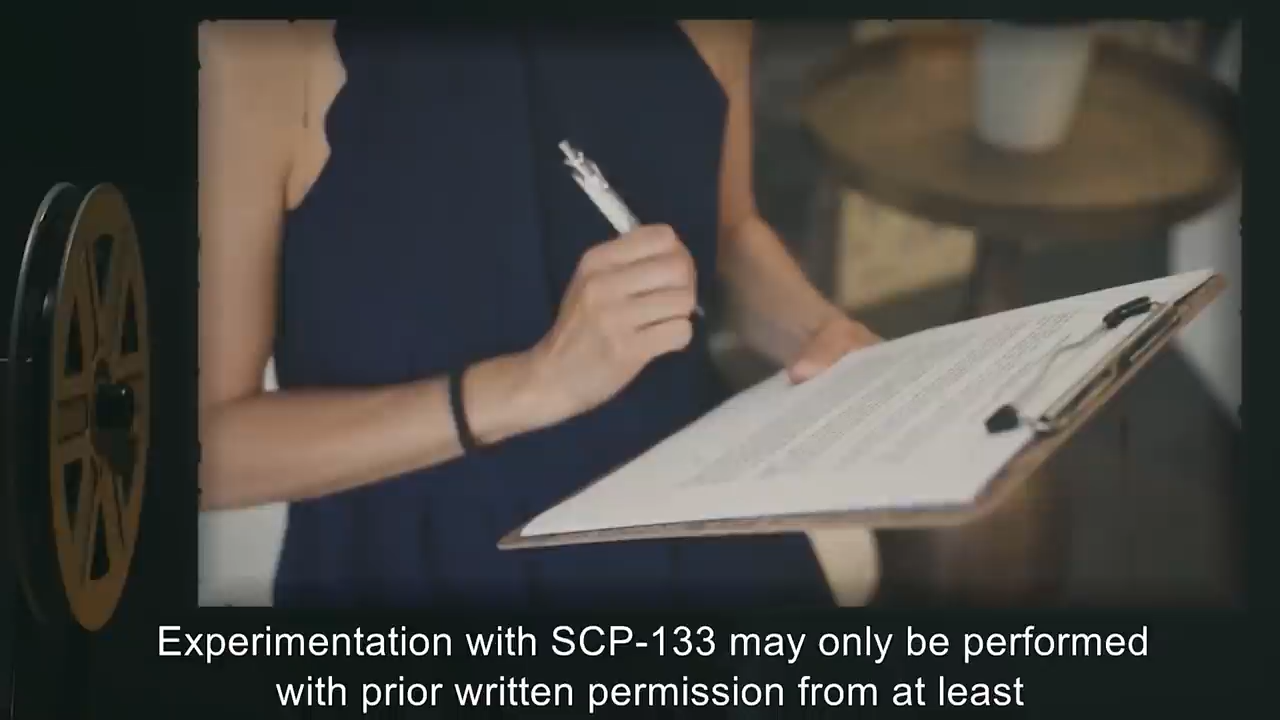 Experimentation with SCP-133 may only be performed
with prior written permission from at least